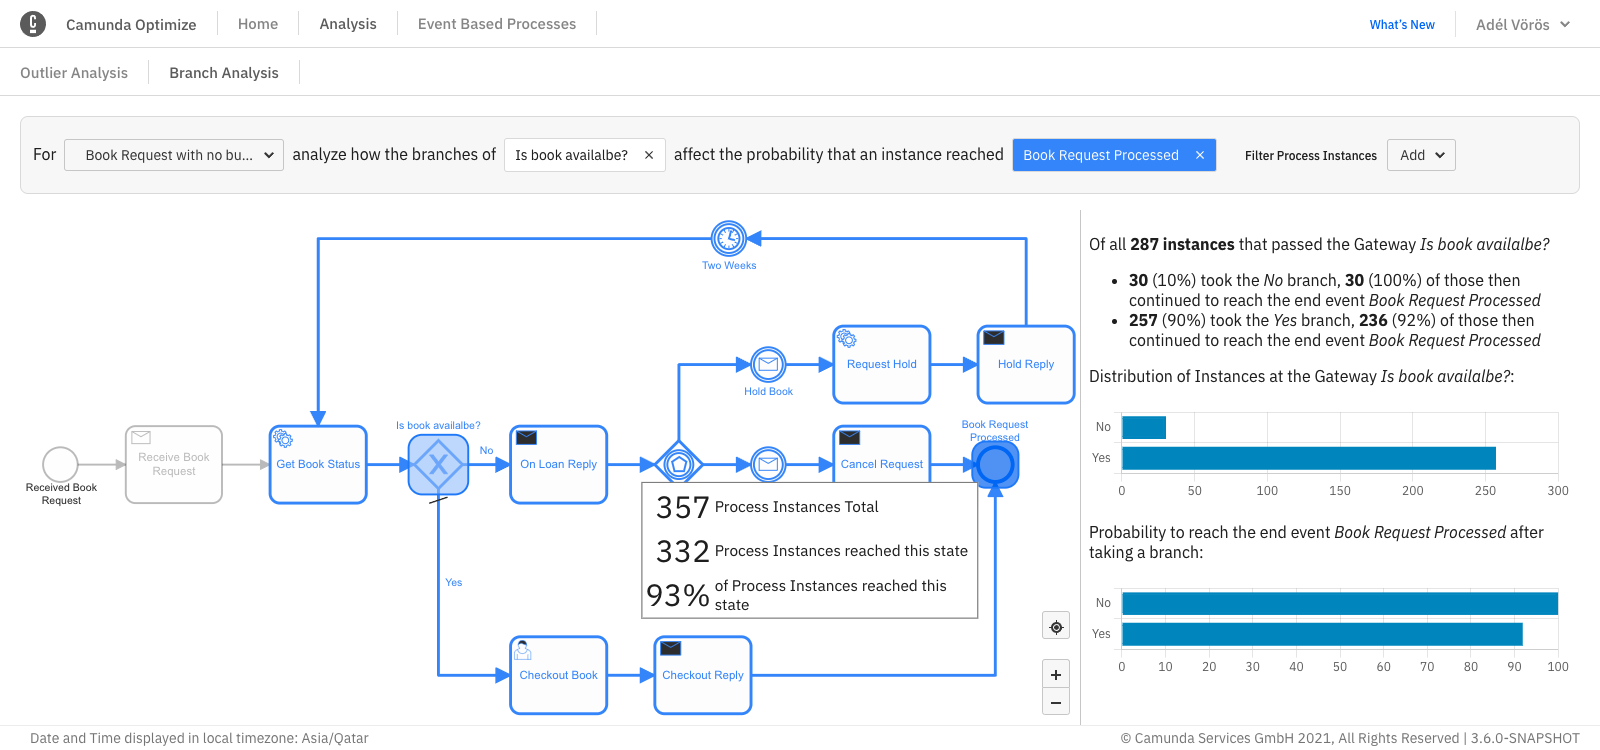 Camunda Optimize
Home
Analysis
Event Based Processes
What's New
Adél Vörös
Outlier Analysis
Branch Analysis
For
Book Request with no bu...
analyze how the branches of
Is book availalbe?
affect the probability that an instance reached
Book Request Processed
Filter Process Instances
Add
Two Weeks
Hold Book
Request Hold
Hold Reply
Received Book
Request
Receive Book
Request
Get Book Status
Is book availalbe?
X
No
On Loan Reply
Cancel Request
Book Request
Processed
Yes
Checkout Book
Checkout Reply
357 Process Instances Total
332 Process Instances reached this state
93% of Process Instances reached this
state
+
−
Of all 287 instances that passed the Gateway Is book availalbe?
• 30 (10%) took the No branch, 30 (100%) of those then
continued to reach the end event Book Request Processed
• 257 (90%) took the Yes branch, 236 (92%) of those then
continued to reach the end event Book Request Processed
Distribution of Instances at the Gateway Is book availalbe?:
No
Yes
0 50 100 150 200 250 300
Probability to reach the end event Book Request Processed after
taking a branch:
No
Yes
0 10 20 30 40 50 60 70 80 90 100
Date and Time displayed in local timezone: Asia/Qatar
© Camunda Services GmbH 2021, All Rights Reserved | 3.6.0-SNAPSHOT